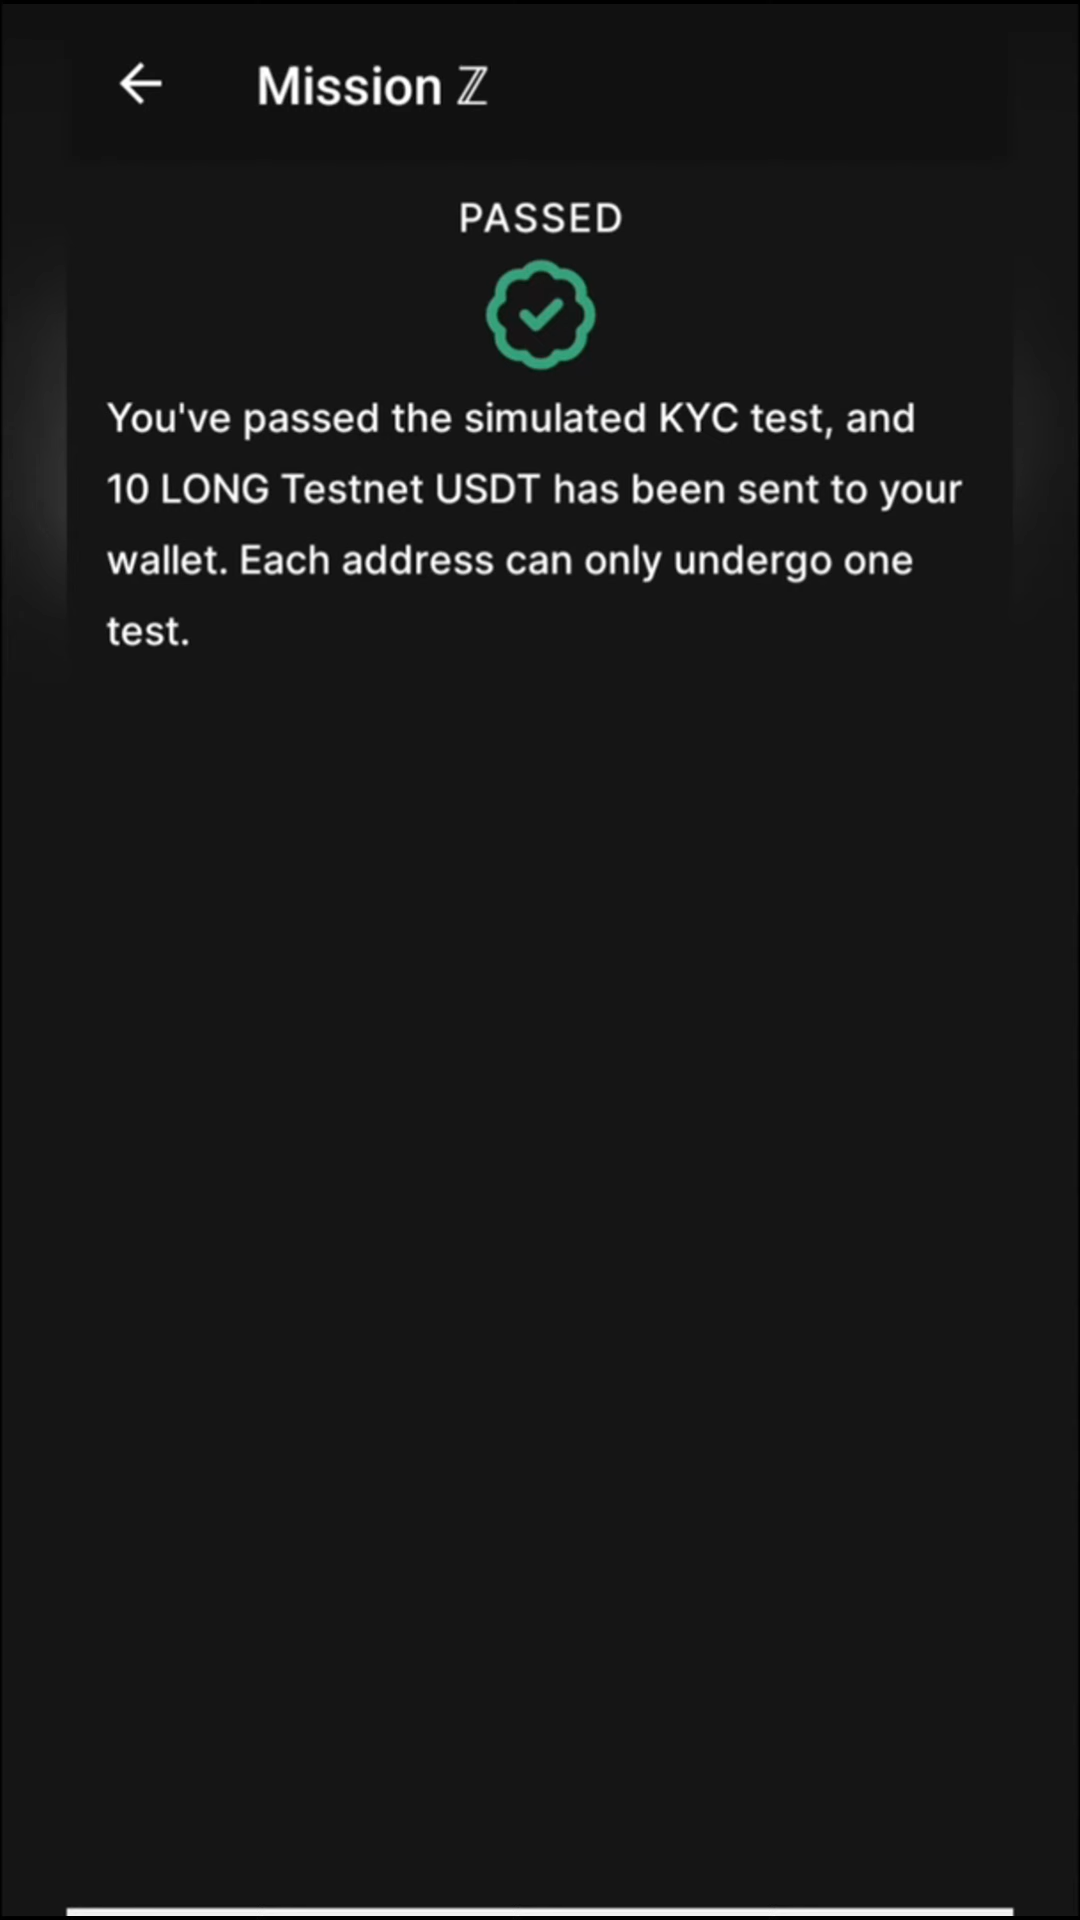 Mission ℤ
PASSED
You've passed the simulated KYC test, and
10 LONG Testnet USDT has been sent to your
wallet. Each address can only undergo one
test.